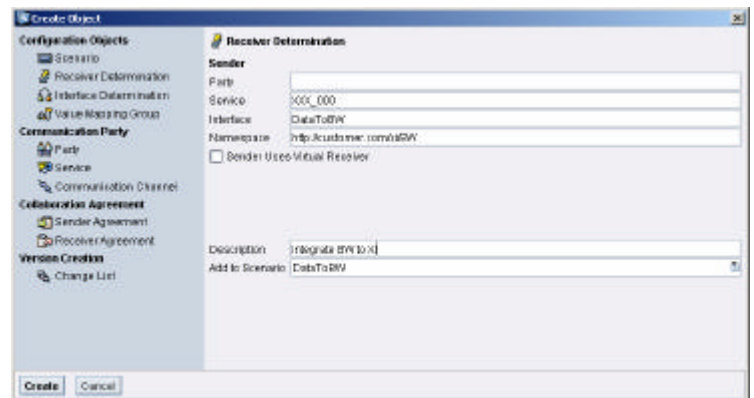 Create Object
Configuration Objects
Scenario
Receiver Determination
Interface Determination
Value Mapping Group
Communication Party
Party
Service
Communication Channel
Collaboration Agreement
Sender Agreement
Receiver Agreement
Version Creation
Change List
Receiver Determination
Sender
Party
Service XXX_000
Interface DataToBW
Namespace http://customer.com/xiBW
Sender Uses Virtual Receiver
Description Integrate BW to XI
Add to Scenario DataToBW
Create Cancel